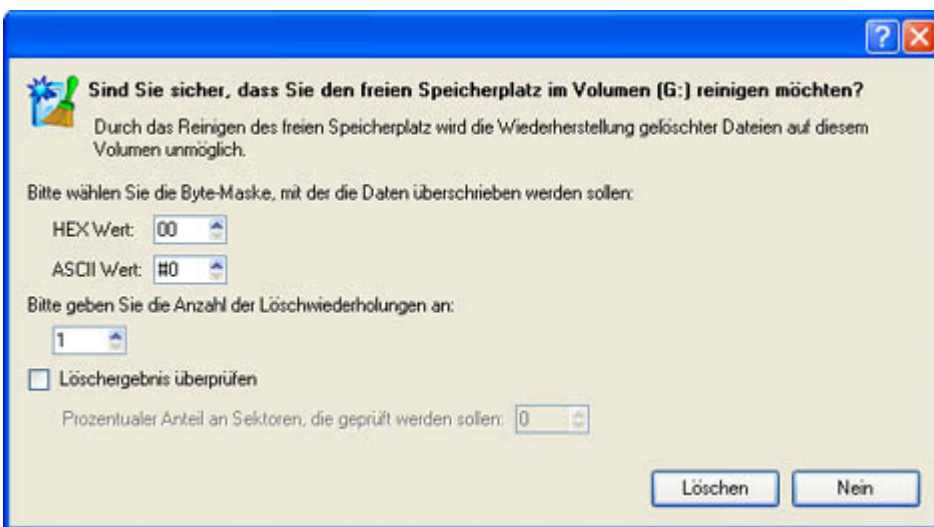 Sind Sie sicher, dass Sie den freien Speicherplatz im Volumen (G:) reinigen möchten?
Durch das Reinigen des freien Speicherplatz wird die Wiederherstellung gelöschter Dateien auf diesem
Volumen unmöglich.
Bitte wählen Sie die Byte-Maske, mit der die Daten überschrieben werden sollen:
HEX Wert: 00
ASCII Wert: #0
Bitte geben Sie die Anzahl der Löschwiederholungen an:
1
Löschergebnis überprüfen
Prozentualer Anteil an Sektoren, die geprüft werden sollen: 0
Löschen Nein